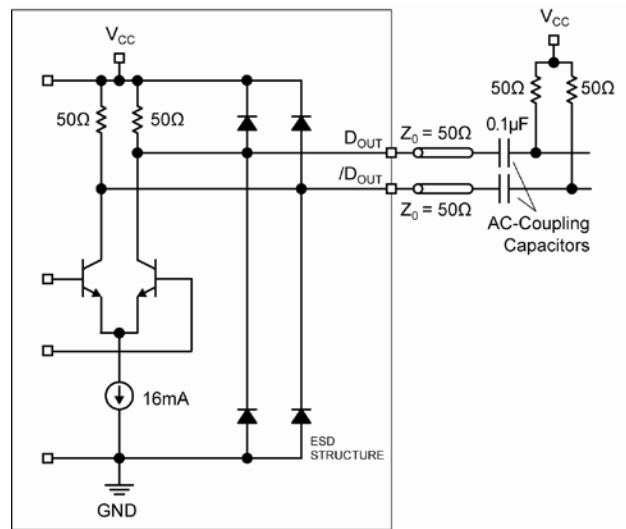 VCC
VCC
50Ω
50Ω
50Ω
50Ω
DOUT
Z0 = 50Ω
0.1μF
/DOUT
Z0 = 50Ω
AC-Coupling
Capacitors
16mA
ESD
STRUCTURE
GND